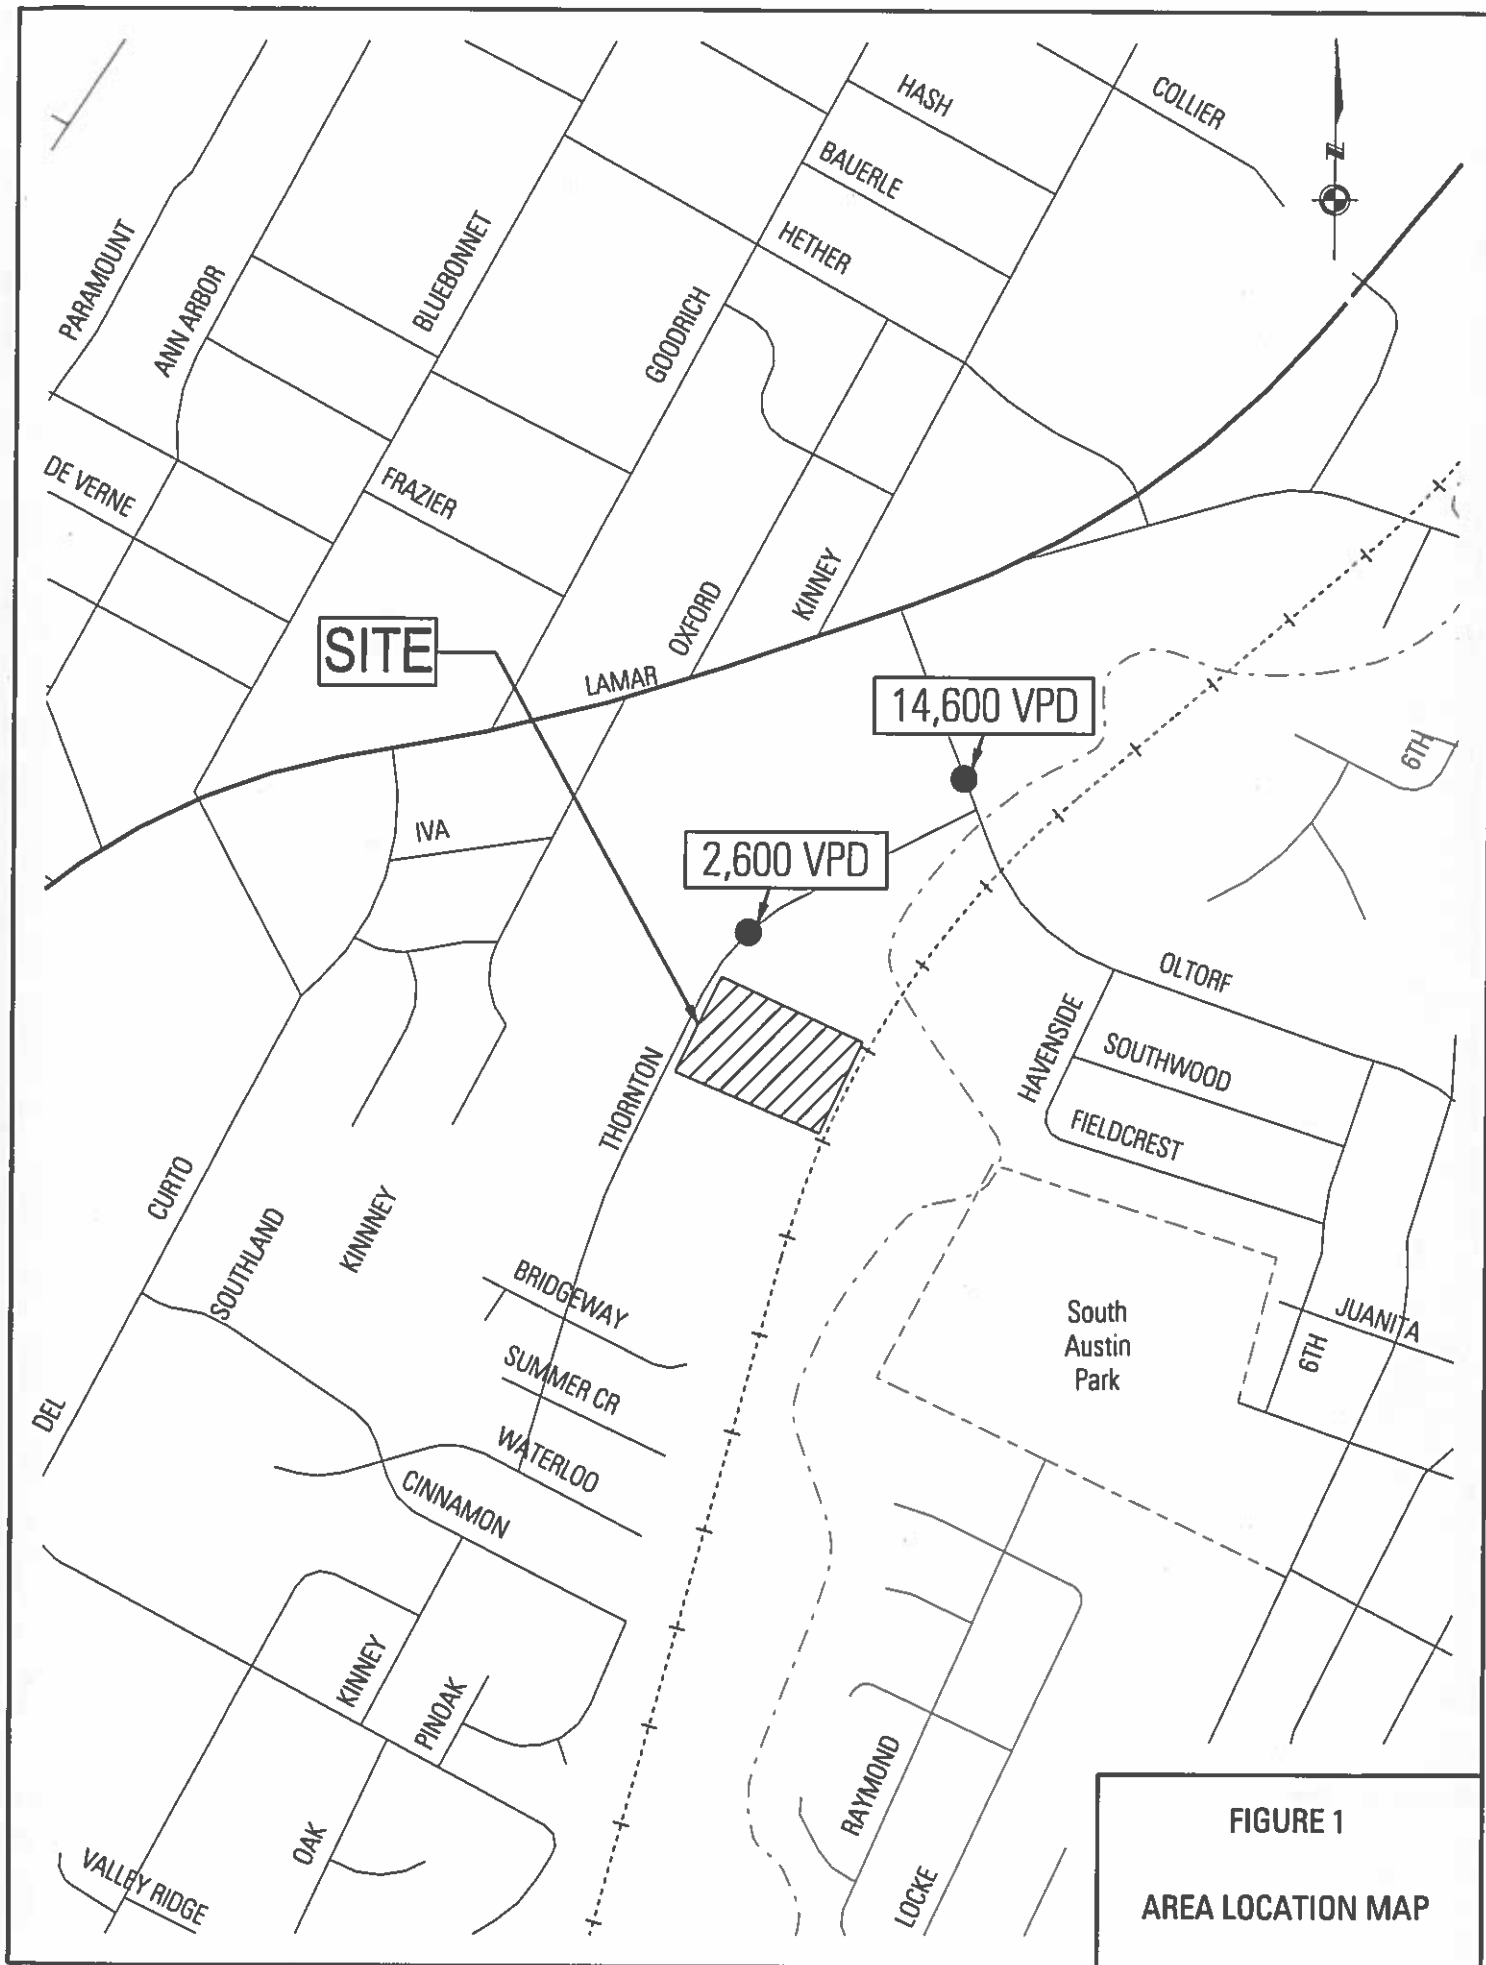 HASH
COLLIER
BAUERLE
N
HETHER
PARAMOUNT
ANN ARBOR
BLUEBONNET
GOODRICH
DE VERNE
FRAZIER
OXFORD
KINNEY
SITE
LAMAR
14,600 VPD
6TH
IVA
2,600 VPD
OLTORF
HAVENSIDE
SOUTHWOOD
THORNTON
FIELDCREST
CURTO
SOUTHLAND
KINNNEY
BRIDGEWAY
South
Austin
Park
JUANITA
6TH
SUMMER CR
DEL
WATERLOO
CINNAMON
KINNEY
PINOAK
RAYMOND
OAK
VALLEY RIDGE
LOCKE
FIGURE 1
AREA LOCATION MAP